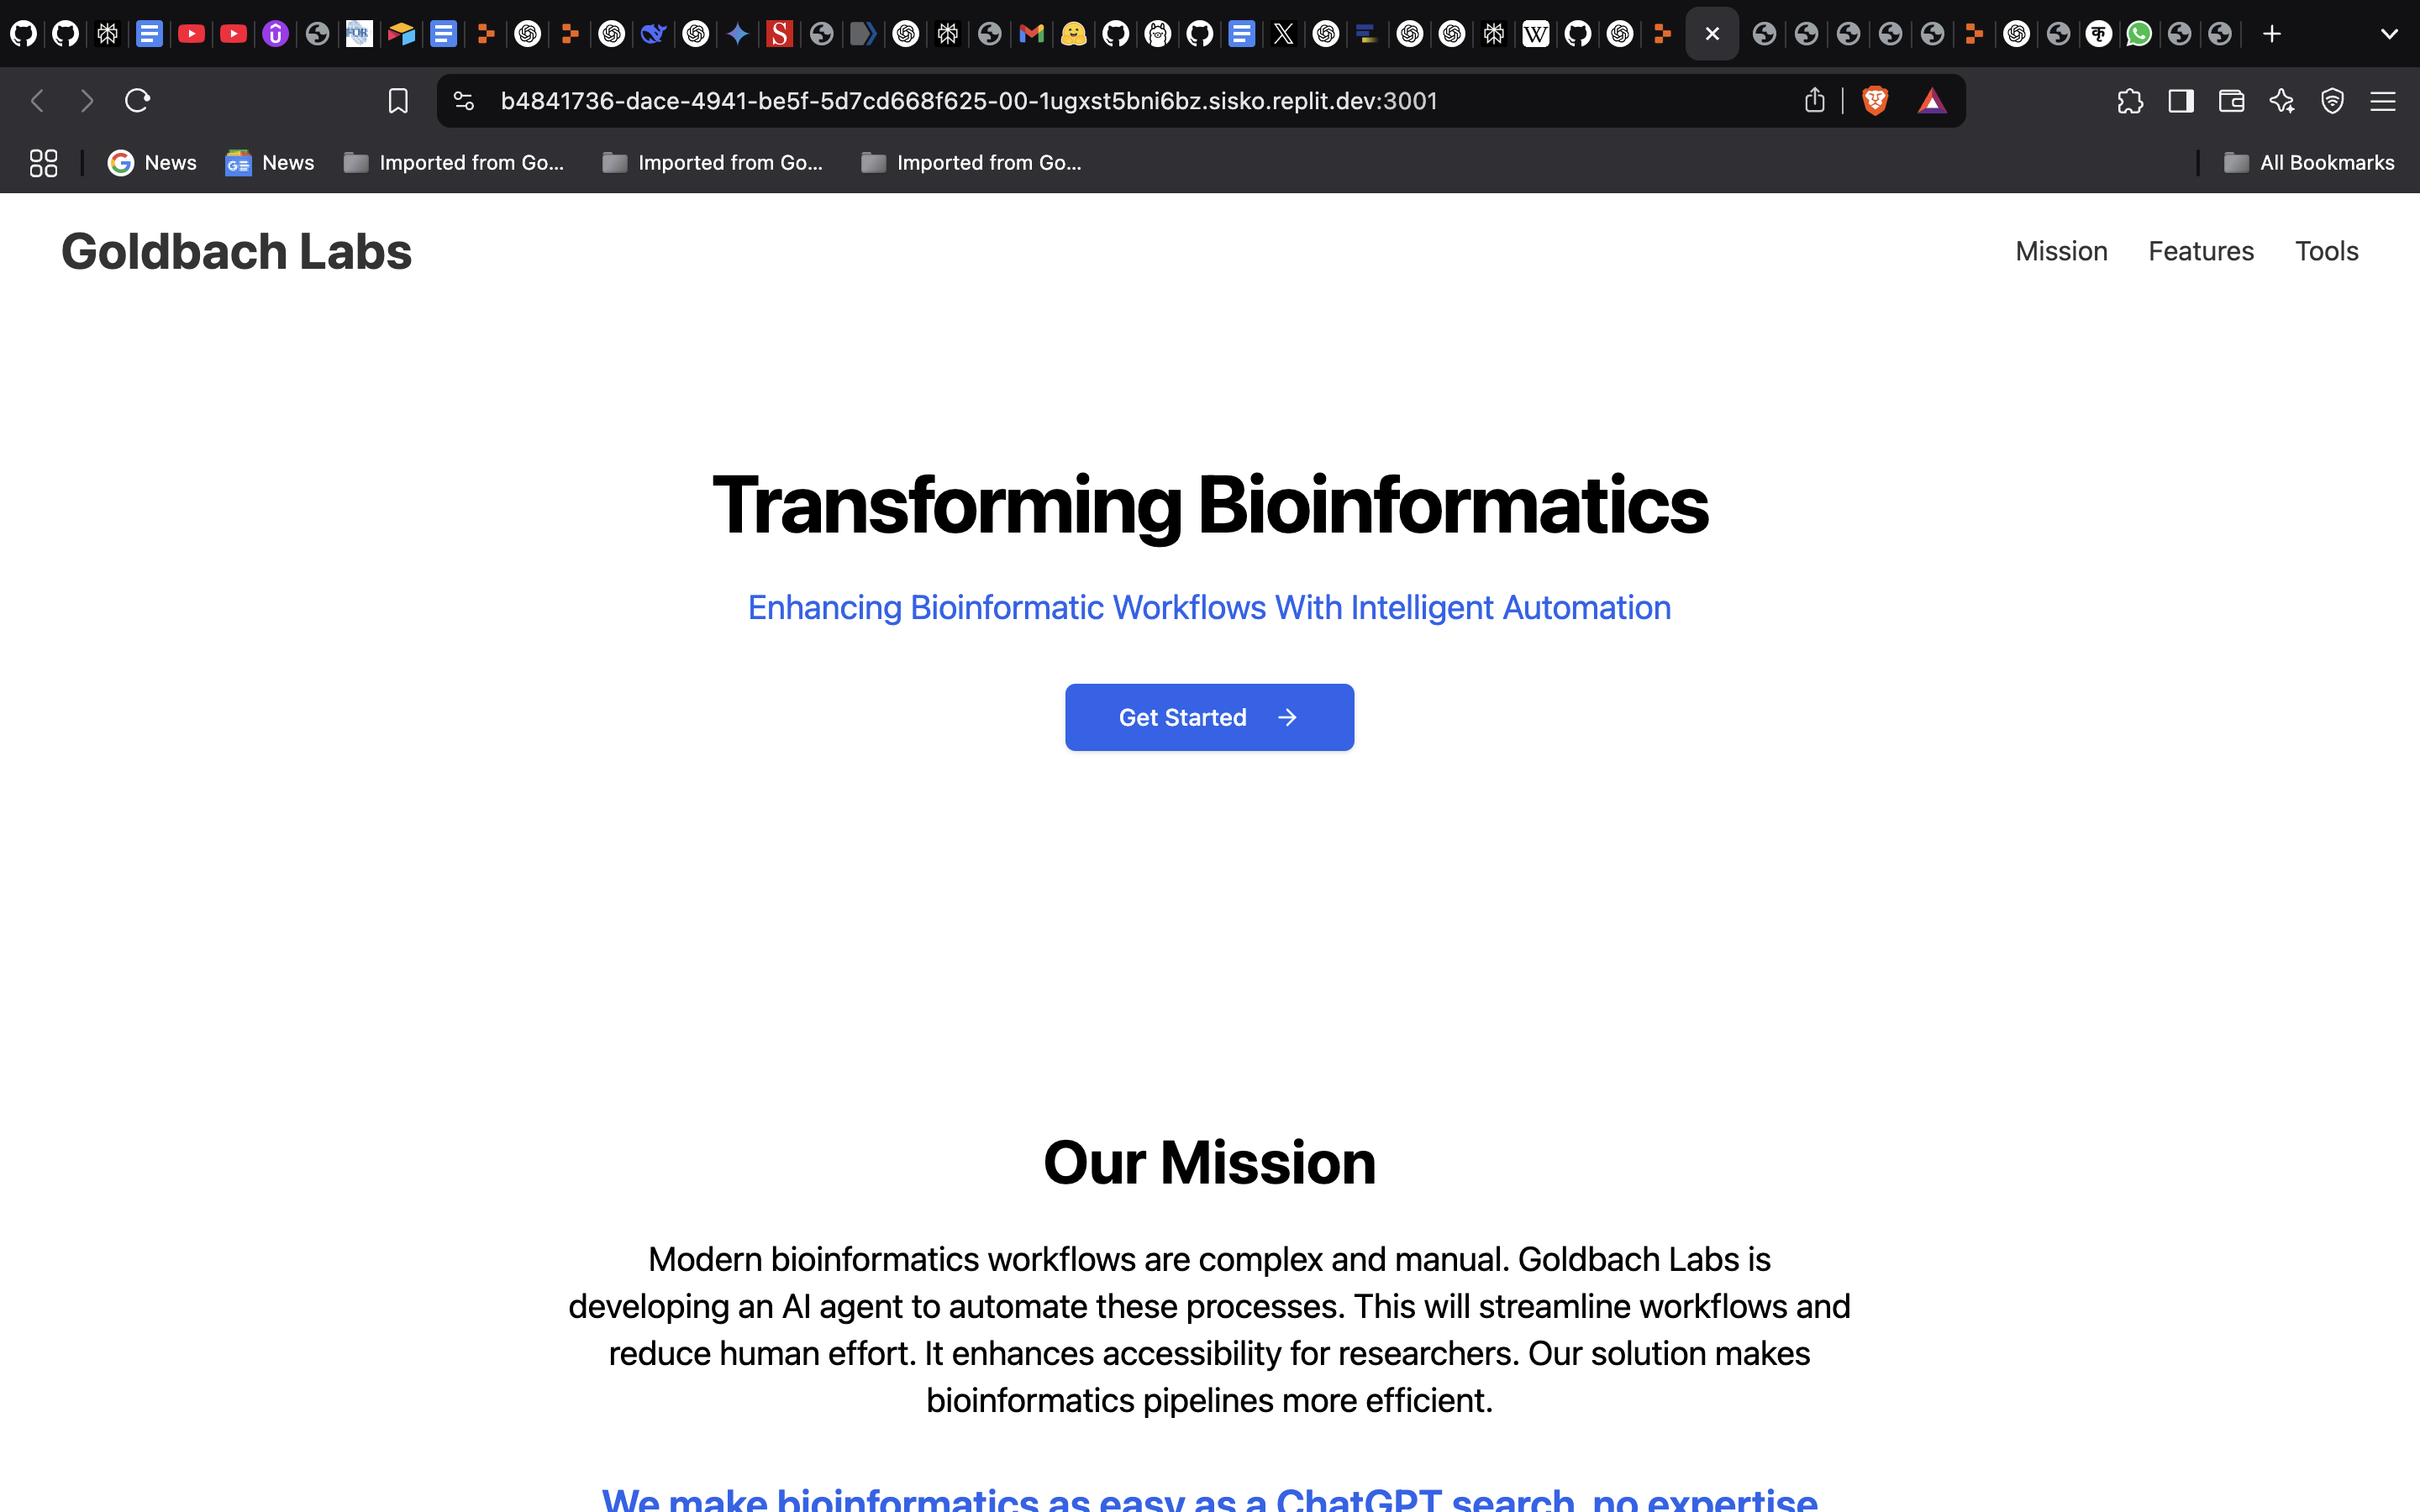 b4841736-dace-4941-be5f-5d7cd668f625-00-1ugxst5bni6bz.sisko.replit.dev:3001
News
News
Imported from Go...
Imported from Go...
Imported from Go...
All Bookmarks
Goldbach Labs
Mission
Features
Tools
Transforming Bioinformatics
Enhancing Bioinformatic Workflows With Intelligent Automation
Get Started →
Our Mission
Modern bioinformatics workflows are complex and manual. Goldbach Labs is
developing an AI agent to automate these processes. This will streamline workflows and
reduce human effort. It enhances accessibility for researchers. Our solution makes
bioinformatics pipelines more efficient.
We make bioinformatics as easy as a ChatGPT search, no expertise